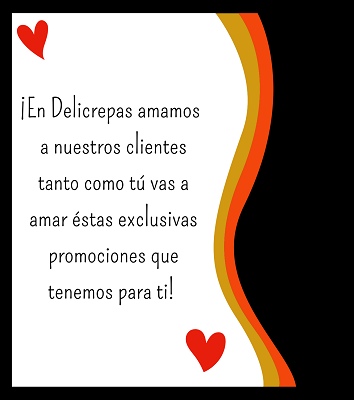 ¡En Delicrepas amamos
a nuestros clientes
tanto como tú vas a
amar éstas exclusivas
promociones que
tenemos para ti!